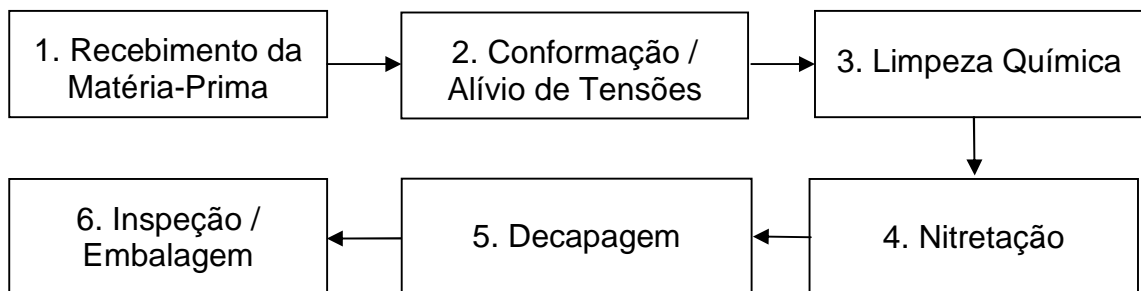 1. Recebimento da
Matéria-Prima
2. Conformação /
Alívio de Tensões
3. Limpeza Química
4. Nitretação
5. Decapagem
6. Inspeção /
Embalagem